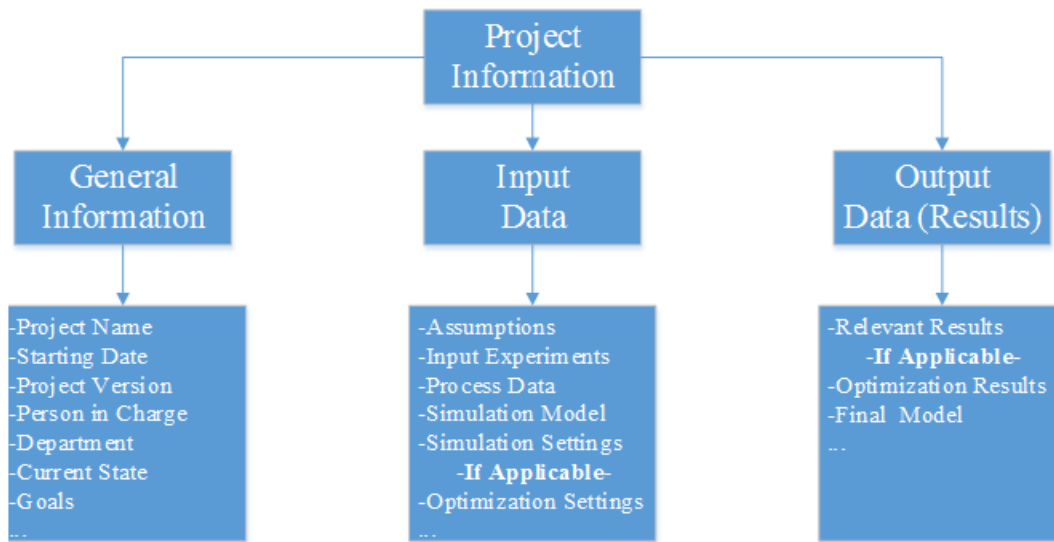 Project
Information
General
Information
Input
Data
Output
Data (Results)
-Project Name
-Starting Date
-Project Version
-Person in Charge
-Department
-Current State
-Goals
...
-Assumptions
-Input Experiments
-Process Data
-Simulation Model
-Simulation Settings
-If Applicable-
-Optimization Settings
...
-Relevant Results
-If Applicable-
-Optimization Results
-Final Model
...